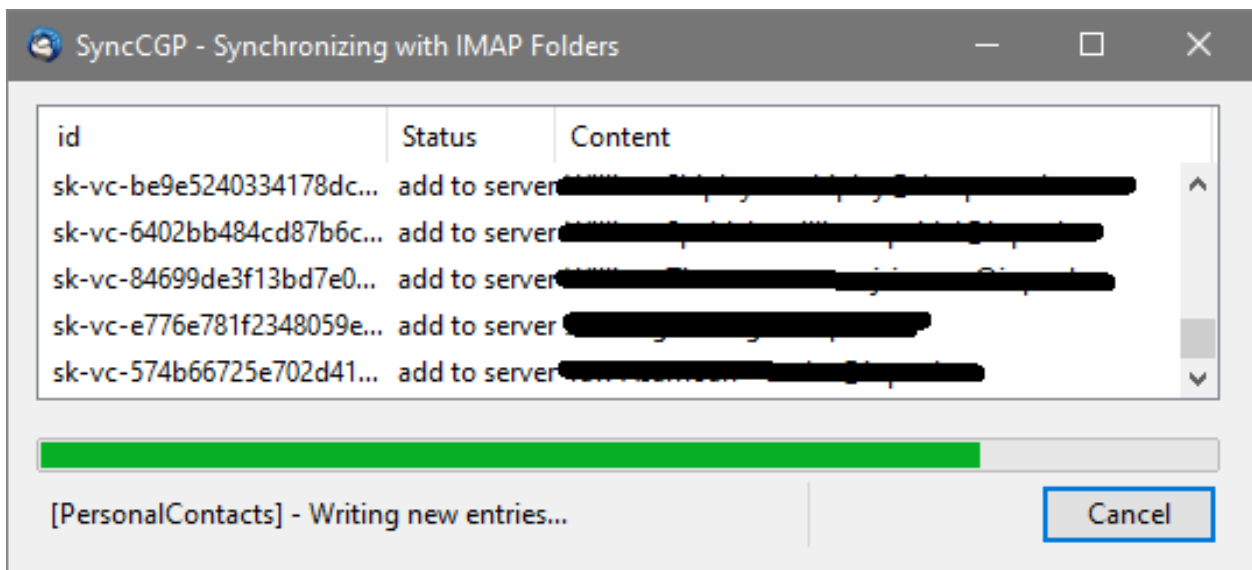 SyncCGP - Synchronizing with IMAP Folders
id Status Content
sk-vc-be9e5240334178dc... add to server
sk-vc-6402bb484cd87b6c... add to server
sk-vc-84699de3f13bd7e0... add to server
sk-vc-e776e781f2348059e... add to server
sk-vc-574b66725e702d41... add to server
[PersonalContacts] - Writing new entries...
Cancel